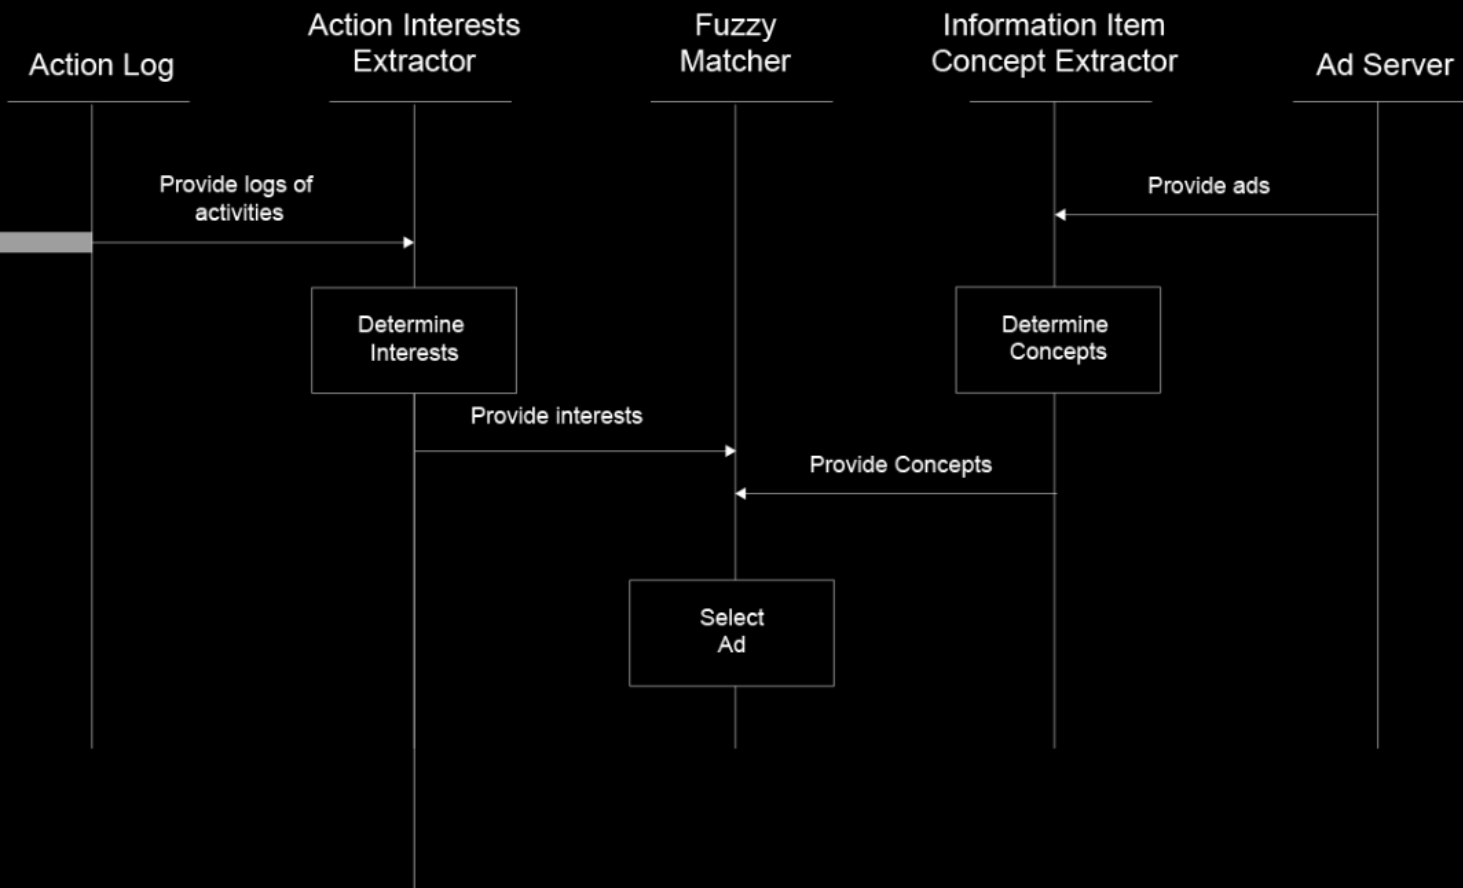 Action Log
Action Interests
Extractor
Fuzzy
Matcher
Information Item
Concept Extractor
Ad Server
Provide logs of
activities
Provide ads
Determine
Interests
Determine
Concepts
Provide interests
Provide Concepts
Select
Ad